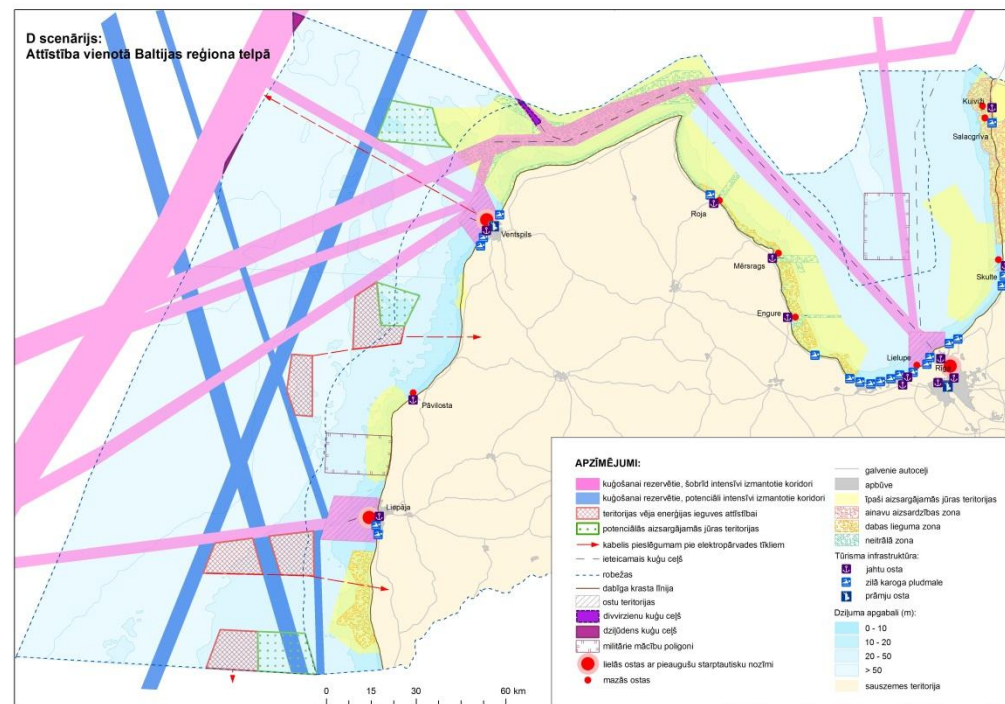 D scenārijs:
Attīstība vienotā Baltijas reģiona telpā
Kuiviži
Salacgrīva
Ventspils
Roja
Mērsrags
Skulte
Engure
Lielupe
Rīga
Pāvilosta
Liepāja
0 15 30 60 km
APZĪMĒJUMI:
kuģošanai rezervētie, šobrīd intensīvi izmantotie koridori
kuģošanai rezervētie, potenciāli intensīvi izmantotie koridori
teritorijas vēja enerģijas ieguves attīstībai
potenciālās aizsargājamās jūras teritorijas
kabelis pieslēgumam pie elektropārvades tīkliem
ieteicamais kuģu ceļš
robežas
dabīga krasta līnija
ostu teritorijas
divvirzienu kuģu ceļš
dziļūdens kuģu ceļš
militārie mācību poligoni
lielās ostas ar pieaugušu starptautisku nozīmi
mazās ostas
galvenie autoceļi
apbūve
īpaši aizsargājamās jūras teritorijas
ainavu aizsardzības zona
dabas lieguma zona
neitrālā zona
Tūrisma infrastruktūra:
jahtu osta
zilā karoga pludmale
prāmju osta
Dziļuma apgabali (m):
0 - 10
10 - 20
20 - 50
> 50
sauszemes teritorija